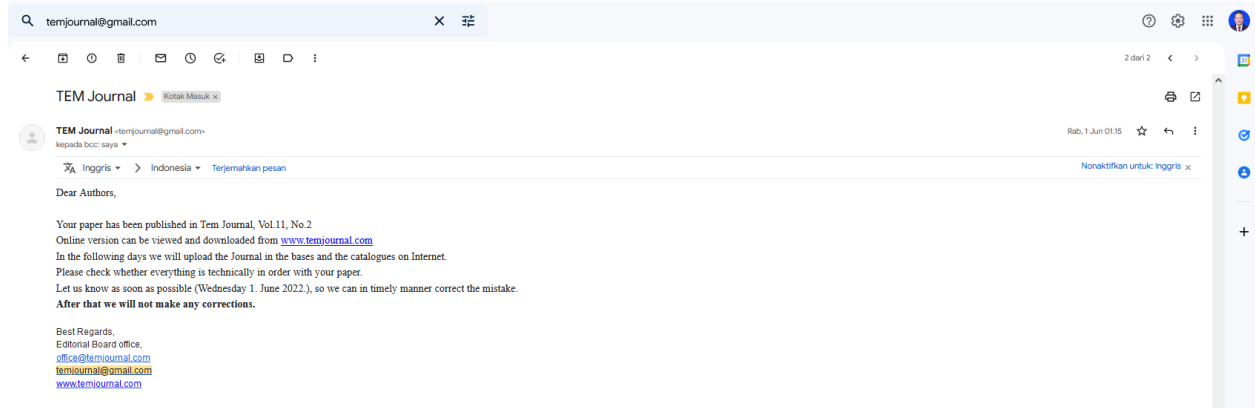 temjournal@gmail.com
2 dari 2
TEM Journal Kotak Masuk ×
TEM Journal <temjournal@gmail.com>
Rab, 1 Jun 01.15
kepada bcc: saya
Inggris > Indonesia Terjemahkan pesan
Nonaktifkan untuk: Inggris ×
Dear Authors,
Your paper has been published in Tem Journal, Vol.11, No.2
Online version can be viewed and downloaded from www.temjournal.com
In the following days we will upload the Journal in the bases and the catalogues on Internet.
Please check whether everything is technically in order with your paper.
Let us know as soon as possible (Wednesday 1. June 2022.), so we can in timely manner correct the mistake.
After that we will not make any corrections.
Best Regards,
Editorial Board office,
office@temjournal.com
temjournal@gmail.com
www.temjournal.com